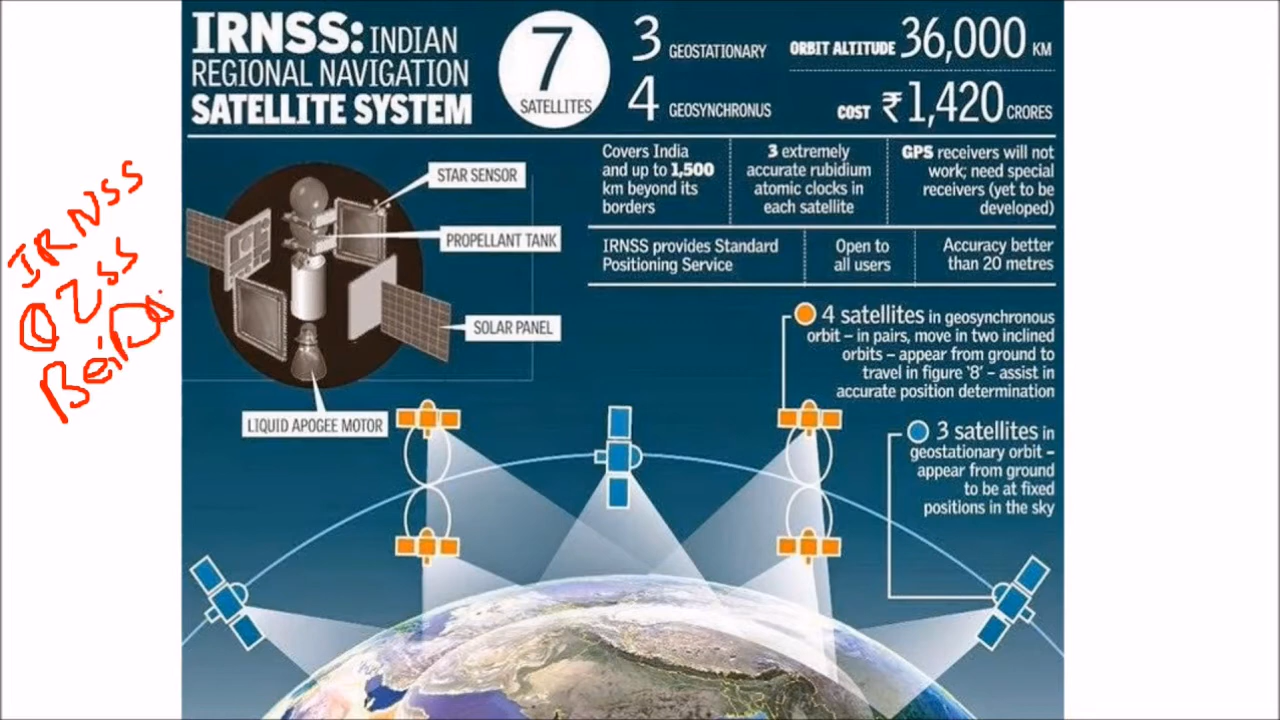 IRNSS: INDIAN
REGIONAL NAVIGATION
SATELLITE SYSTEM
7
SATELLITES
3 GEOSTATIONARY
4 GEOSYNCHRONUS
ORBIT ALTITUDE 36,000 KM
COST ₹1,420 CRORES
Covers India
and up to 1,500
km beyond its
borders
3 extremely
accurate rubidium
atomic clocks in
each satellite
GPS receivers will not
work; need special
receivers (yet to be
developed)
IRNSS provides Standard
Positioning Service
Open to
all users
Accuracy better
than 20 metres
STAR SENSOR
PROPELLANT TANK
SOLAR PANEL
LIQUID APOGEE MOTOR
IRNSS
QZSS
BeiDo
4 satellites in geosynchronous
orbit – in pairs, move in two inclined
orbits – appear from ground to
travel in figure ‘8’ – assist in
accurate position determination
3 satellites in
geostationary orbit –
appear from ground
to be at fixed
positions in the sky